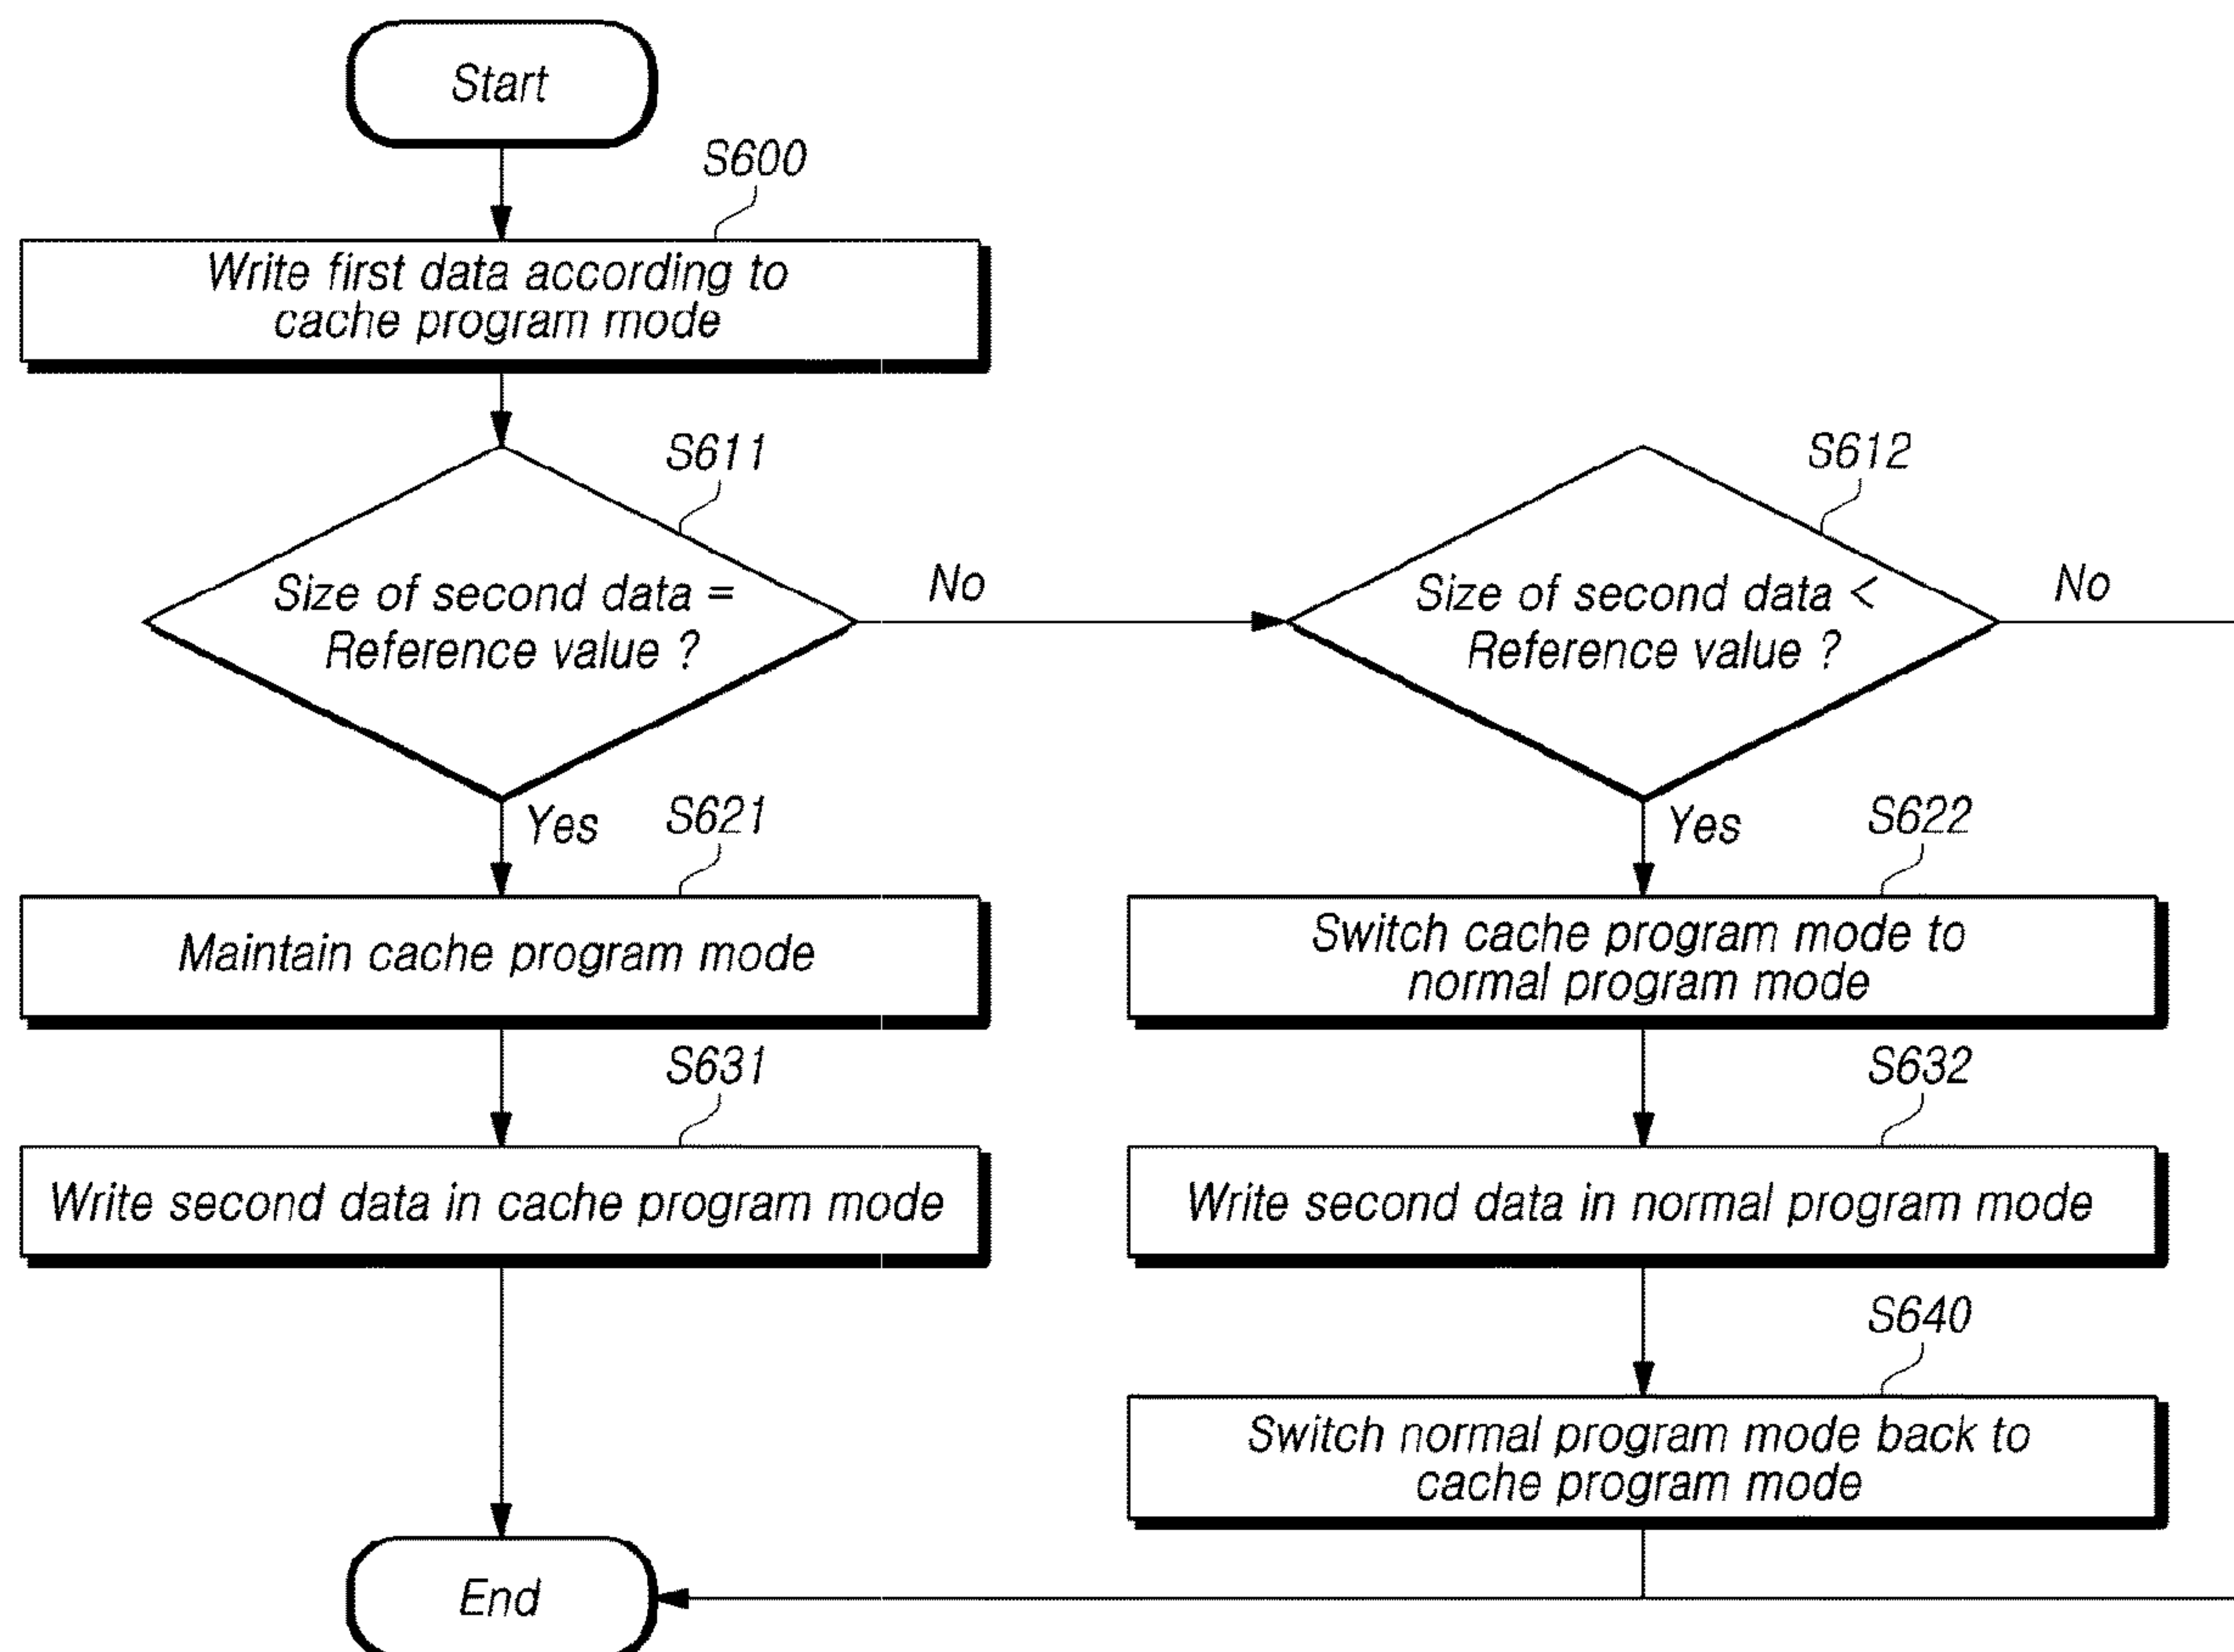 Start
S600
Write first data according to
cache program mode
S611
Size of second data =
Reference value ?
No
S612
Size of second data <
Reference value ?
No
Yes
S621
Maintain cache program mode
Yes
S622
Switch cache program mode to
normal program mode
S631
Write second data in cache program mode
S632
Write second data in normal program mode
S640
Switch normal program mode back to
cache program mode
End